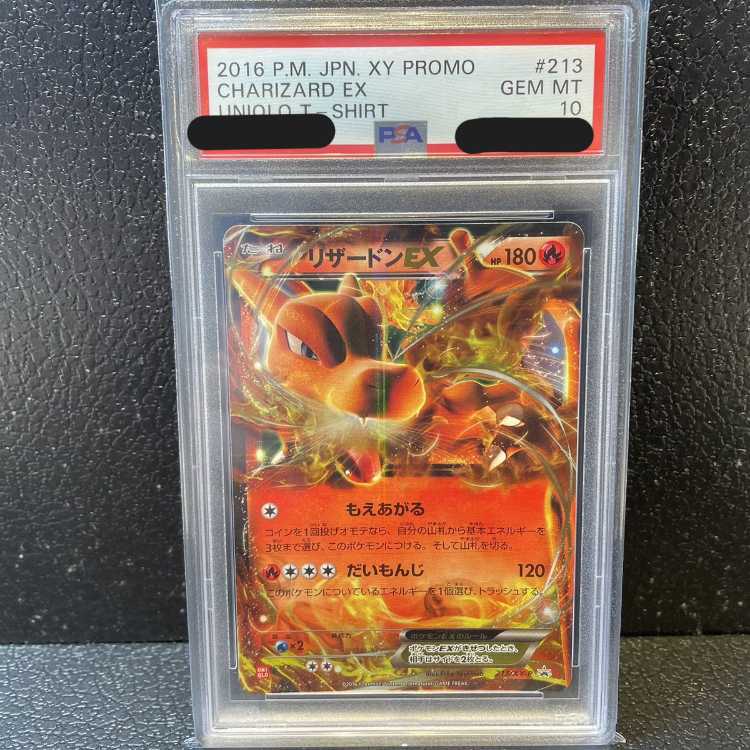 2016 P.M. JPN. XY PROMO #213
CHARIZARD EX GEM MT
UNIQLO T-SHIRT 10
PSA
たね リザードンEX HP 180
もえあがる
コインを1回投げオモテなら、自分の山札から基本エネルギーを
3枚まで選び、このポケモンにつける。そして山札を切る。
だいもんじ 120
このポケモンについているエネルギーを1個選び、トラッシュする。
×2
ポケモンEXのルール
ポケモンEXがきぜつしたとき、
相手はサイドを2枚とる。
UNI
QLO